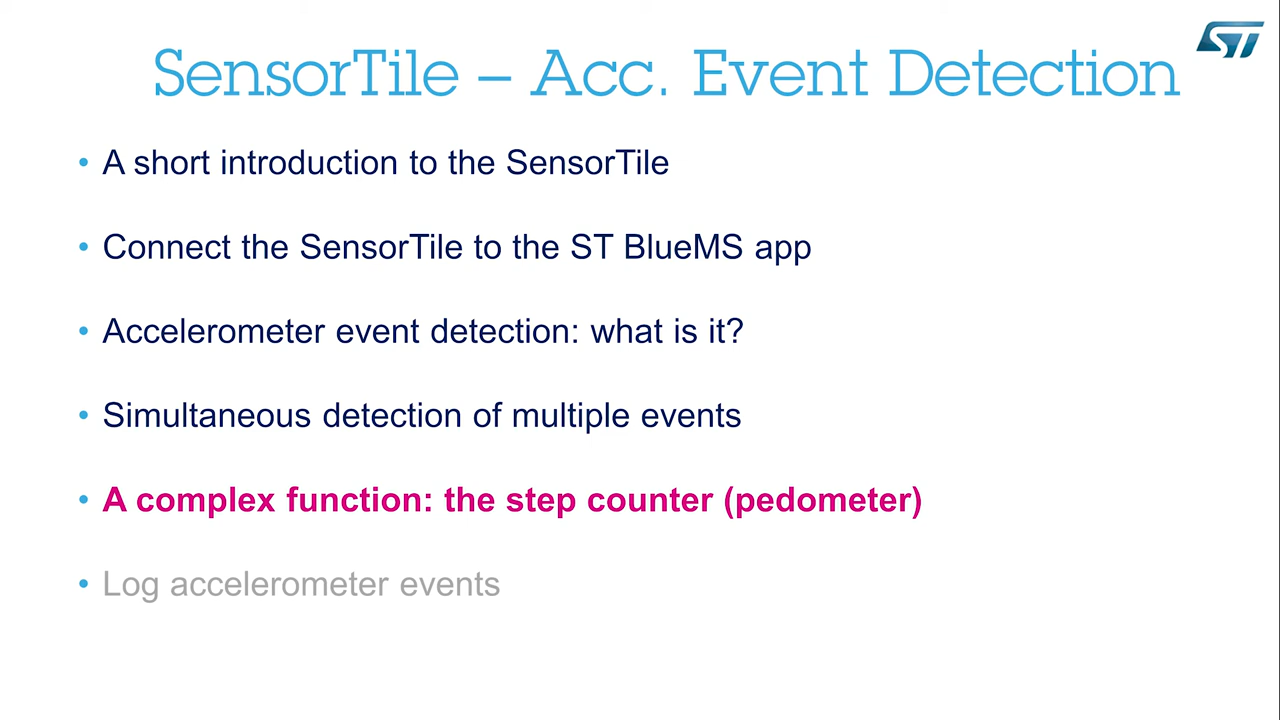 ST
SensorTile – Acc. Event Detection
• A short introduction to the SensorTile
• Connect the SensorTile to the ST BlueMS app
• Accelerometer event detection: what is it?
• Simultaneous detection of multiple events
• A complex function: the step counter (pedometer)
• Log accelerometer events